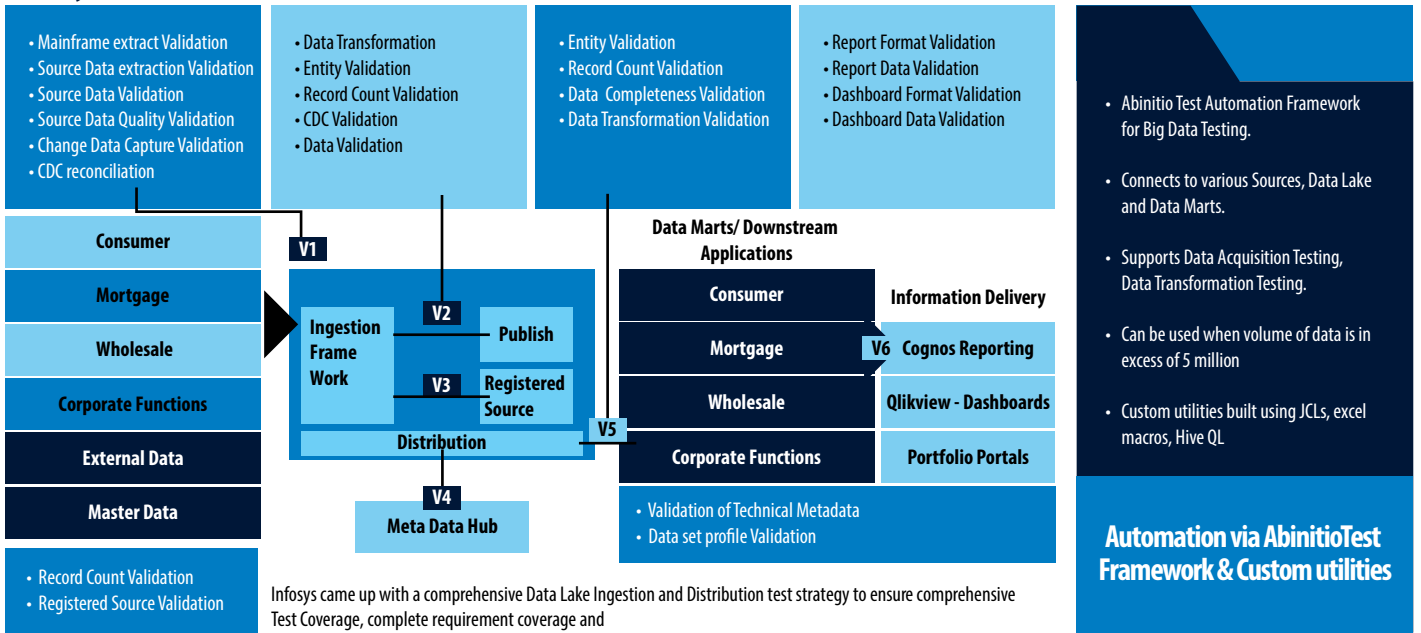 • Mainframe extract Validation
• Source Data extraction Validation
• Source Data Validation
• Source Data Quality Validation
• Change Data Capture Validation
• CDC reconciliation
• Data Transformation
• Entity Validation
• Record Count Validation
• CDC Validation
• Data Validation
• Entity Validation
• Record Count Validation
• Data Completeness Validation
• Data Transformation Validation
• Report Format Validation
• Report Data Validation
• Dashboard Format Validation
• Dashboard Data Validation
Consumer
Mortgage
Wholesale
Corporate Functions
External Data
Master Data
• Record Count Validation
• Registered Source Validation
V1
Ingestion
Frame
Work
V2
Publish
V3
Registered
Source
Distribution
V4
Meta Data Hub
V5
Data Marts/ Downstream
Applications
Consumer
Mortgage
Wholesale
Corporate Functions
V6
Information Delivery
Cognos Reporting
Qlikview - Dashboards
Portfolio Portals
• Validation of Technical Metadata
• Data set profile Validation
Infosys came up with a comprehensive Data Lake Ingestion and Distribution test strategy to ensure comprehensive
Test Coverage, complete requirement coverage and
• Abinitio Test Automation Framework
for Big Data Testing.
• Connects to various Sources, Data Lake
and Data Marts.
• Supports Data Acquisition Testing,
Data Transformation Testing.
• Can be used when volume of data is in
excess of 5 million
• Custom utilities built using JCLs, excel
macros, Hive QL
Automation via AbinitioTest
Framework & Custom utilities